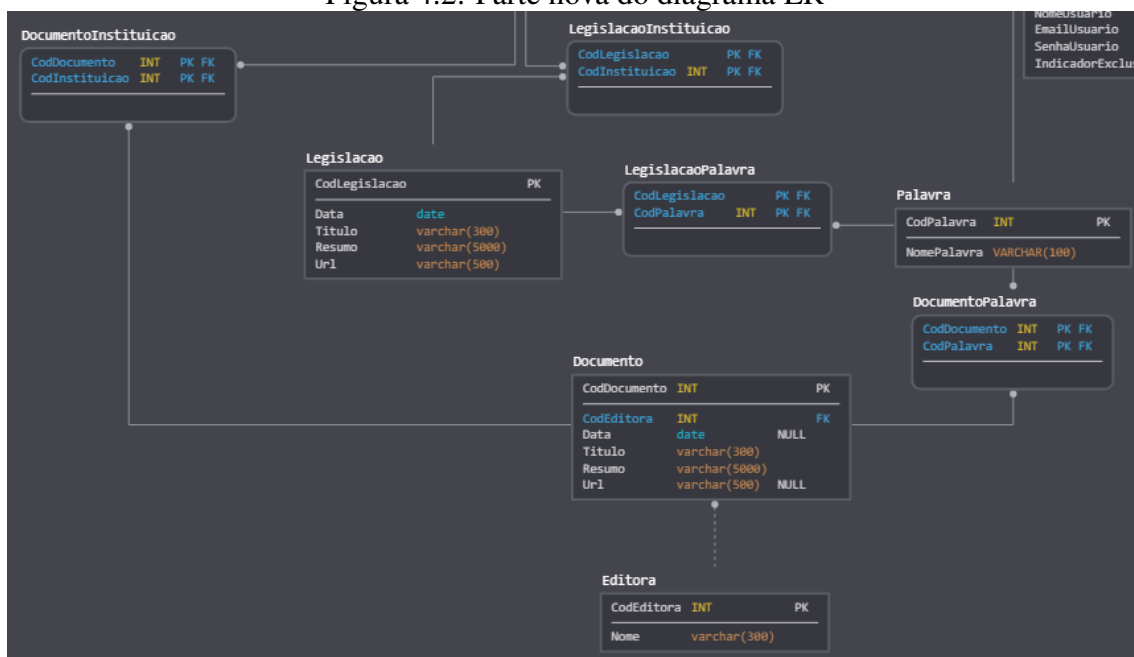 Figura 4.2: Parte nova do diagrama ER
DocumentoInstituicao
CodDocumento INT PK FK
CodInstituicao INT PK FK
LegislacaoInstituicao
CodLegislacao PK FK
CodInstituicao INT PK FK
NomeUsuario
EmailUsuario
SenhaUsuario
IndicadorExclus
Legislacao
CodLegislacao PK
Data date
Titulo varchar(300)
Resumo varchar(5000)
Url varchar(500)
LegislacaoPalavra
CodLegislacao PK FK
CodPalavra INT PK FK
Palavra
CodPalavra INT PK
NomePalavra VARCHAR(100)
DocumentoPalavra
CodDocumento INT PK FK
CodPalavra INT PK FK
Documento
CodDocumento INT PK
CodEditora INT FK
Data date NULL
Titulo varchar(300)
Resumo varchar(5000)
Url varchar(500) NULL
Editora
CodEditora INT PK
Nome varchar(300)